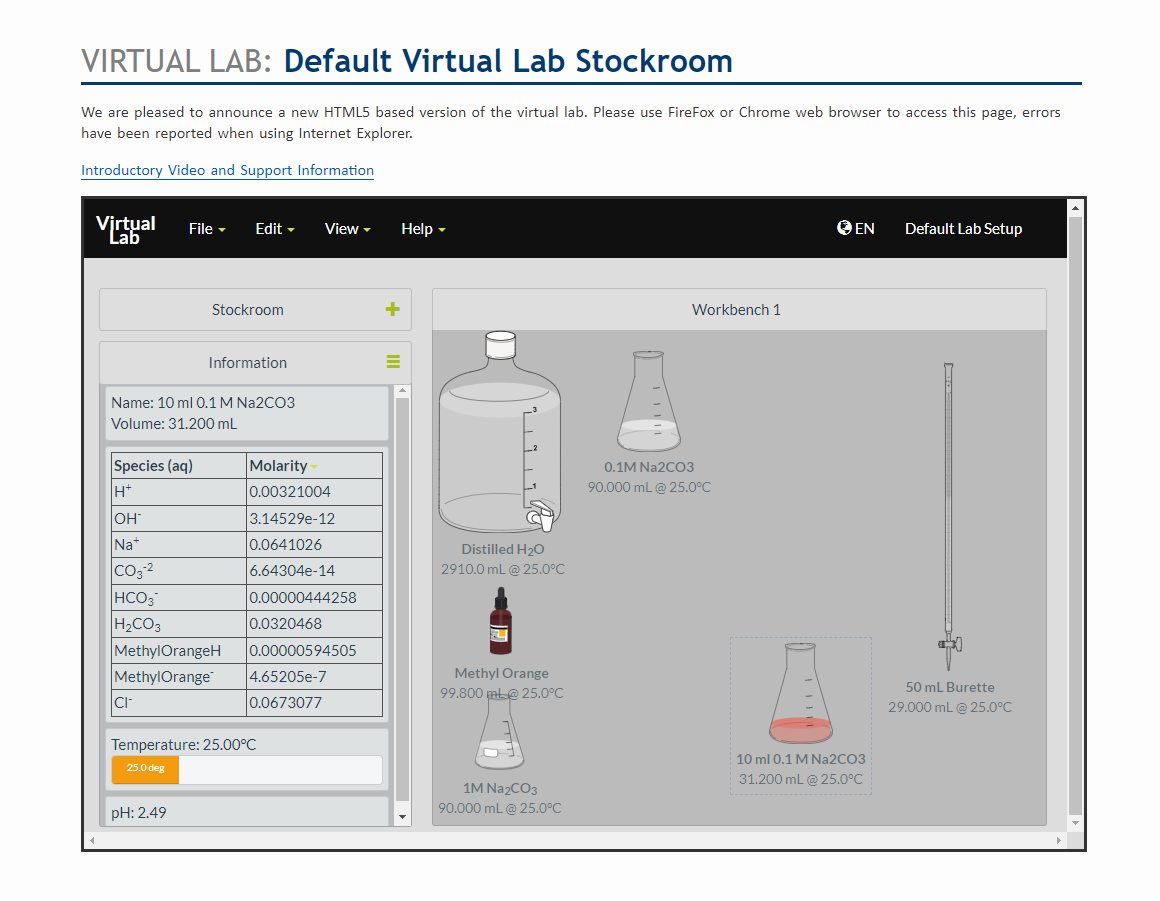 VIRTUAL LAB: Default Virtual Lab Stockroom
We are pleased to announce a new HTML5 based version of the virtual lab. Please use FireFox or Chrome web browser to access this page, errors
have been reported when using Internet Explorer.
Introductory Video and Support Information
Virtual
Lab
File
Edit
View
Help
EN
Default Lab Setup
Stockroom
Information
Name: 10 ml 0.1 M Na2CO3
Volume: 31.200 mL
Species (aq) Molarity
H⁺ 0.00321004
OH⁻ 3.14529e-12
Na⁺ 0.0641026
CO₃⁻² 6.64304e-14
HCO₃⁻ 0.00000444258
H₂CO₃ 0.0320468
MethylOrangeH 0.00000594505
MethylOrange⁻ 4.65205e-7
Cl⁻ 0.0673077
Temperature: 25.00°C
25.0 deg
pH: 2.49
Workbench 1
3
2
1
Distilled H₂O
2910.0 mL @ 25.0°C
0.1M Na2CO3
90.000 mL @ 25.0°C
Methyl Orange
99.800 mL @ 25.0°C
1M Na₂CO₃
90.000 mL @ 25.0°C
10 ml 0.1 M Na2CO3
31.200 mL @ 25.0°C
50 mL Burette
29.000 mL @ 25.0°C